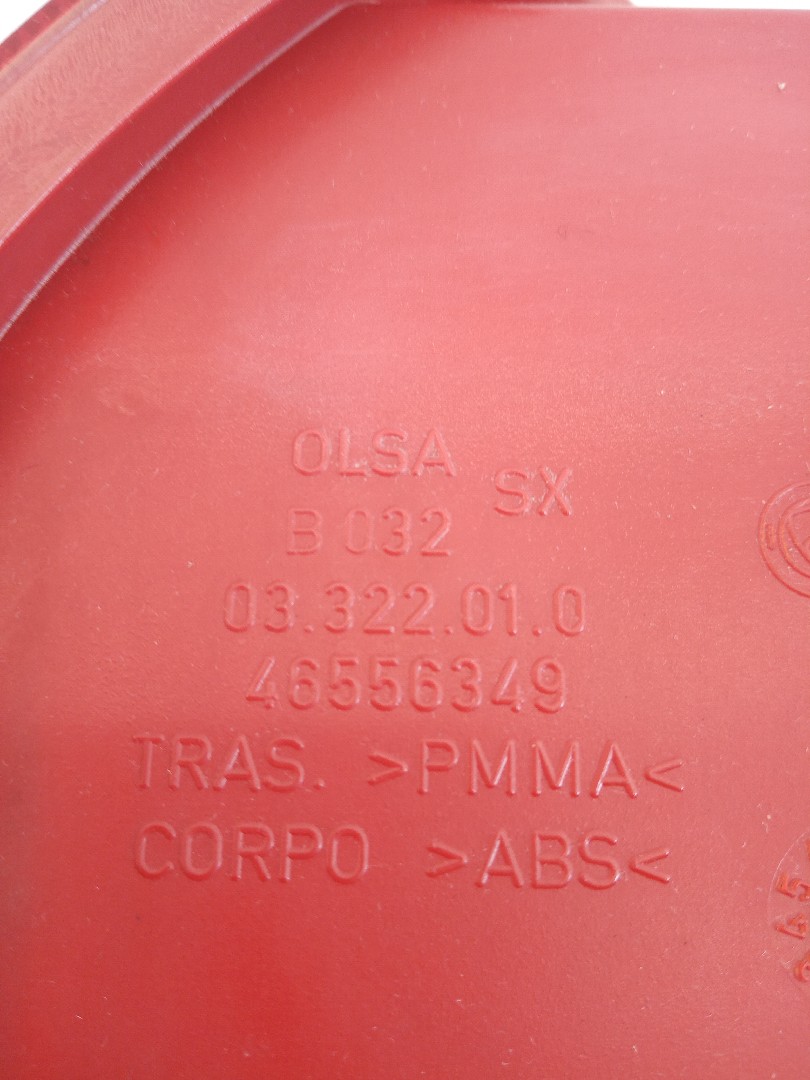 OLSA
SX
B 032
03.322.01.0
46556349
TRAS. >PMMA<
CORPO >ABS<